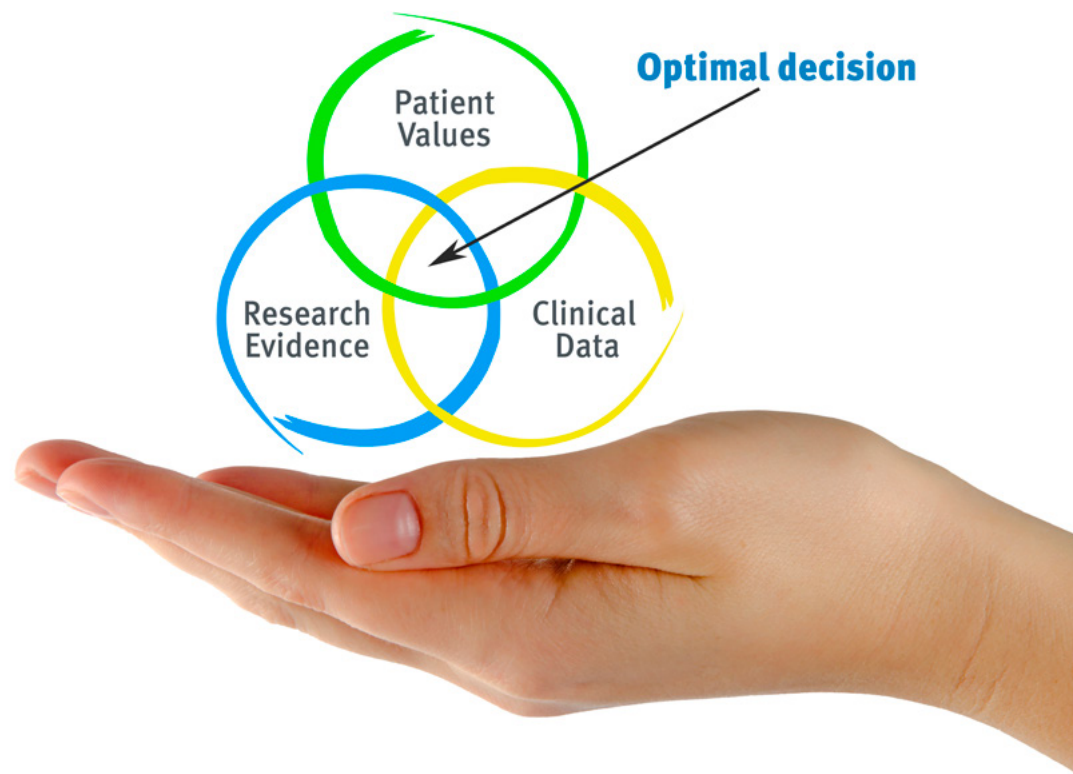 Optimal decision
Patient
Values
Research
Evidence
Clinical
Data